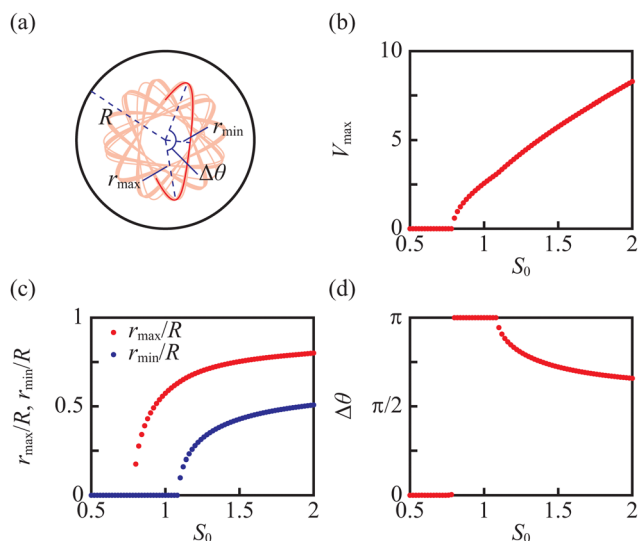 (a)
R
r_min
r_max
Δθ
(b)
10
5
0
V_max
0.5
1
1.5
2
S_0
(c)
r_max/R
r_min/R
1
0.5
0
r_max/R, r_min/R
0.5
1
1.5
2
S_0
(d)
π
π/2
0
Δθ
0.5
1
1.5
2
S_0